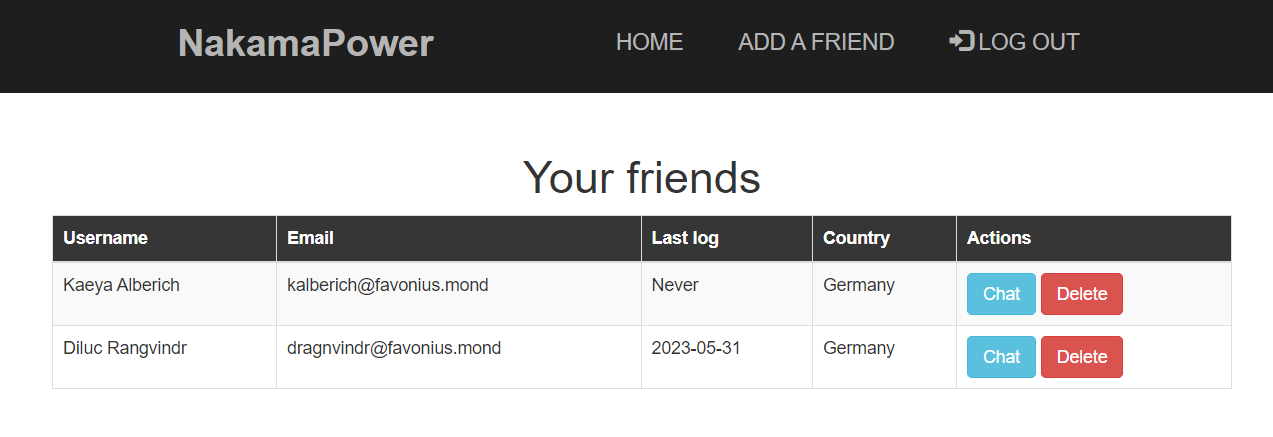 NakamaPower HOME ADD A FRIEND LOG OUT
Your friends
Username Email Last log Country Actions
Kaeya Alberich kalberich@favonius.mond Never Germany Chat Delete
Diluc Rangvindr dragnvindr@favonius.mond 2023-05-31 Germany Chat Delete